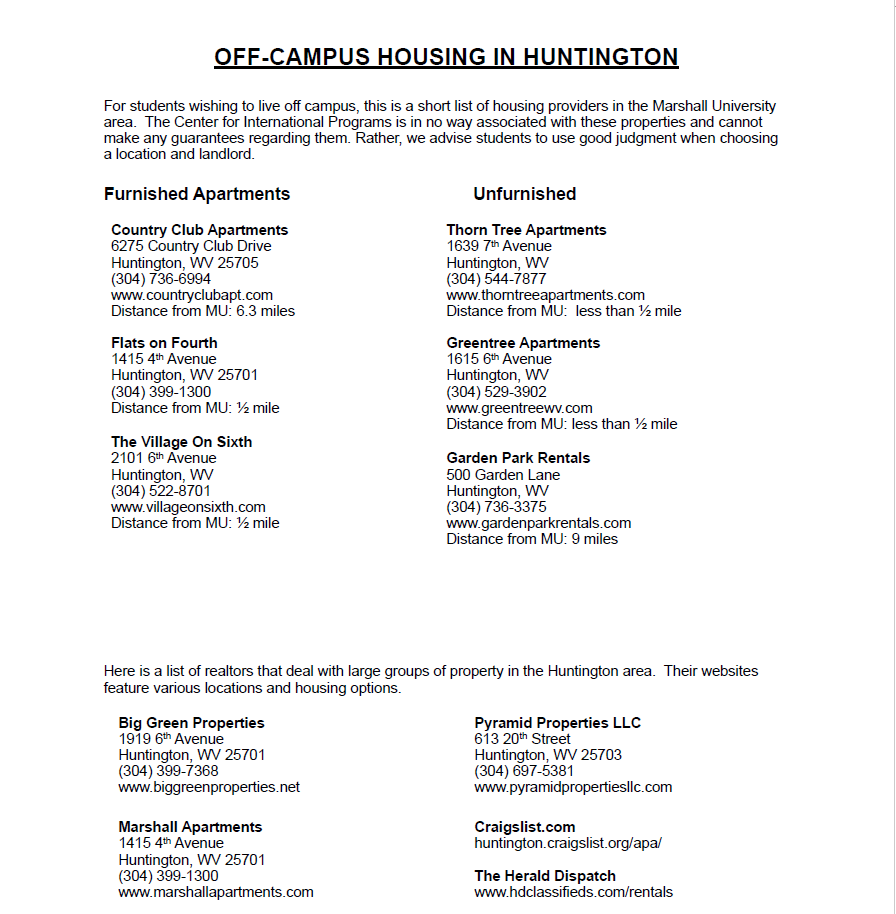 OFF-CAMPUS HOUSING IN HUNTINGTON
For students wishing to live off campus, this is a short list of housing providers in the Marshall University
area.  The Center for International Programs is in no way associated with these properties and cannot
make any guarantees regarding them. Rather, we advise students to use good judgment when choosing
a location and landlord.
Furnished Apartments
Country Club Apartments
6275 Country Club Drive
Huntington, WV 25705
(304) 736-6994
www.countryclubapt.com
Distance from MU: 6.3 miles
Flats on Fourth
1415 4th Avenue
Huntington, WV 25701
(304) 399-1300
Distance from MU: ½ mile
The Village On Sixth
2101 6th Avenue
Huntington, WV
(304) 522-8701
www.villageonsixth.com
Distance from MU: ½ mile
Unfurnished
Thorn Tree Apartments
1639 7th Avenue
Huntington, WV
(304) 544-7877
www.thorntreeapartments.com
Distance from MU:  less than ½ mile
Greentree Apartments
1615 6th Avenue
Huntington, WV
(304) 529-3902
www.greentreewv.com
Distance from MU: less than ½ mile
Garden Park Rentals
500 Garden Lane
Huntington, WV
(304) 736-3375
www.gardenparkrentals.com
Distance from MU: 9 miles
Here is a list of realtors that deal with large groups of property in the Huntington area.  Their websites
feature various locations and housing options.
Big Green Properties
1919 6th Avenue
Huntington, WV 25701
(304) 399-7368
www.biggreenproperties.net
Marshall Apartments
1415 4th Avenue
Huntington, WV 25701
(304) 399-1300
www.marshallapartments.com
Pyramid Properties LLC
613 20th Street
Huntington, WV 25703
(304) 697-5381
www.pyramidpropertiesllc.com
Craigslist.com
huntington.craigslist.org/apa/
The Herald Dispatch
www.hdclassifieds.com/rentals